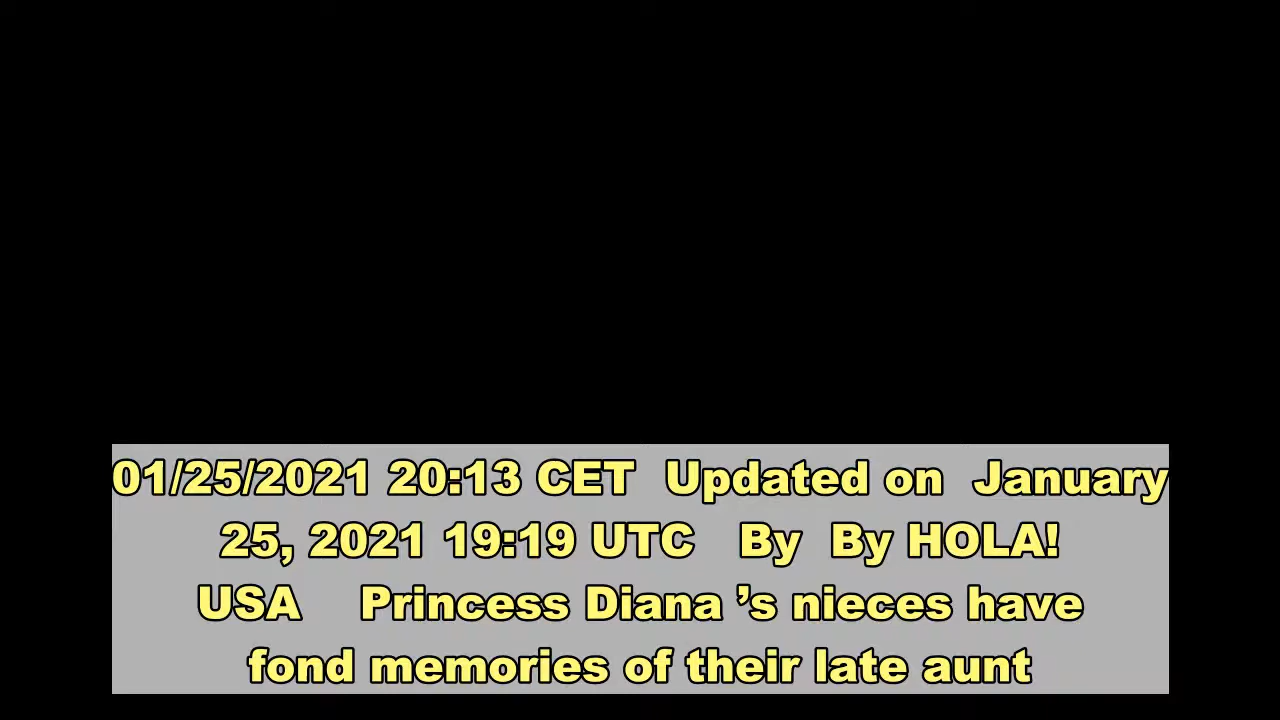 01/25/2021 20:13 CET  Updated on  January
25, 2021 19:19 UTC   By  By HOLA!
USA    Princess Diana ’s nieces have
fond memories of their late aunt